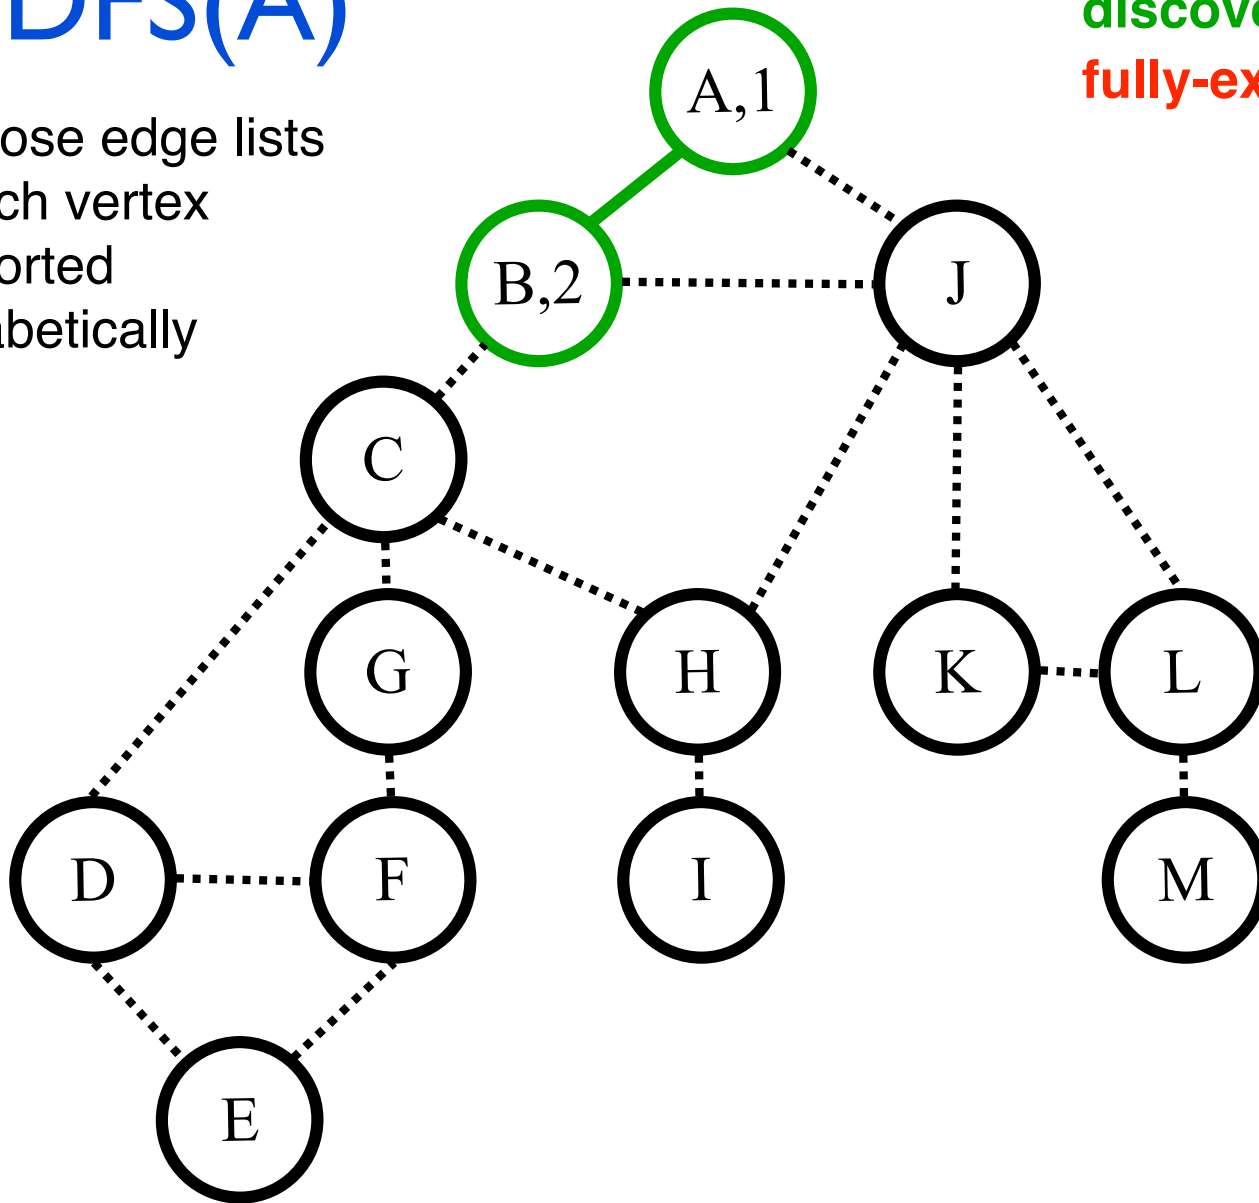 DFS(A)
ose edge lists
ch vertex
orted
abetically
discove
fully-ex
A,1
B,2
J
C
G
H
K
L
D
F
I
M
E